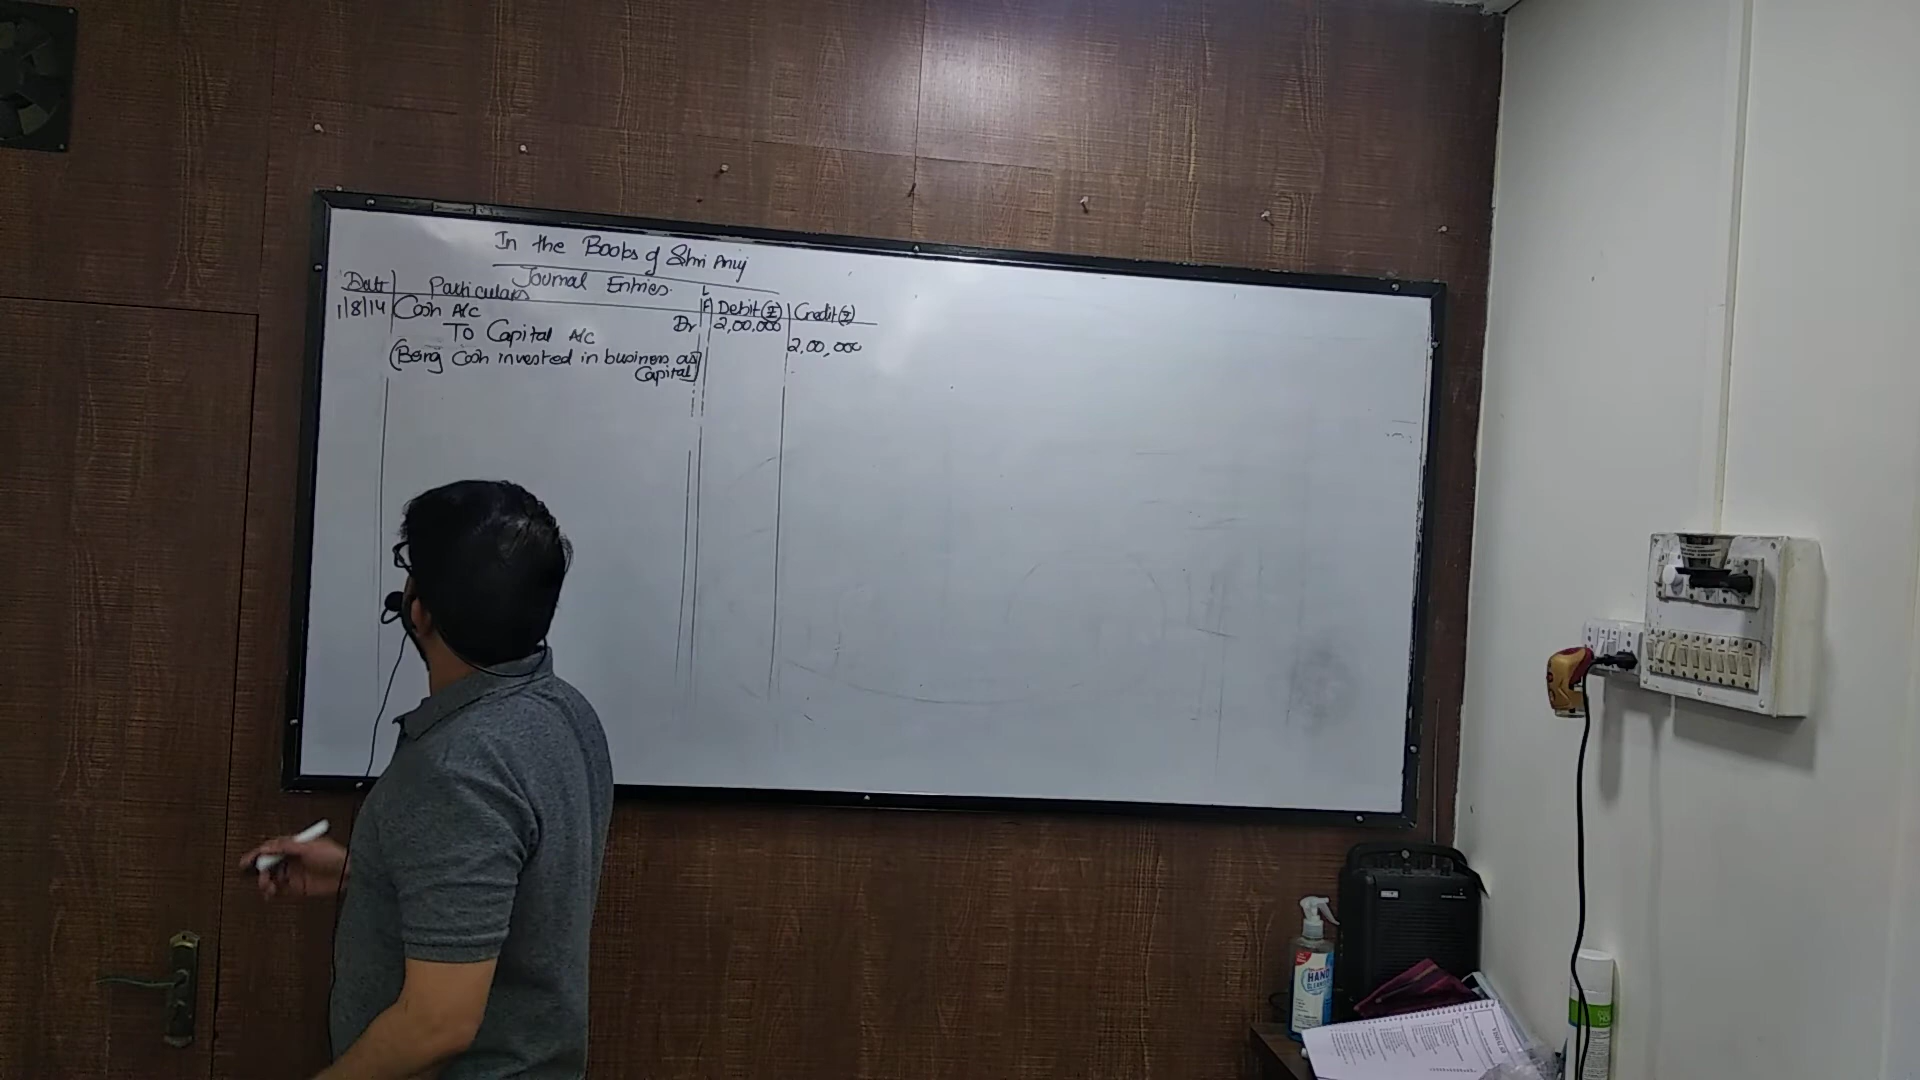 In the Books of Shri Anuj
Journal Entries.
Date Particulars L F Debit (₹) Credit (₹)
1/8/14 Cash A/c Dr 2,00,000
To Capital A/c 2,00,000
(Being Cash invested in business as
Capital)
HAND